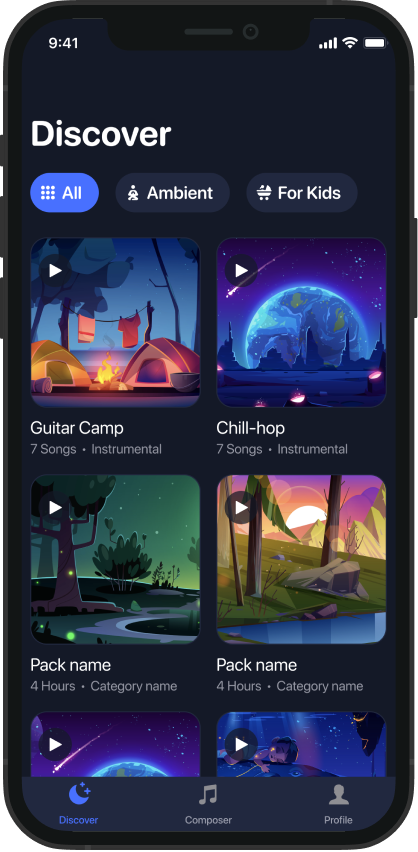 9:41
Discover
All Ambient For Kids
Guitar Camp Chill-hop
7 Songs • Instrumental 7 Songs • Instrumental
Pack name Pack name
4 Hours • Category name 4 Hours • Category name
Discover Composer Profile